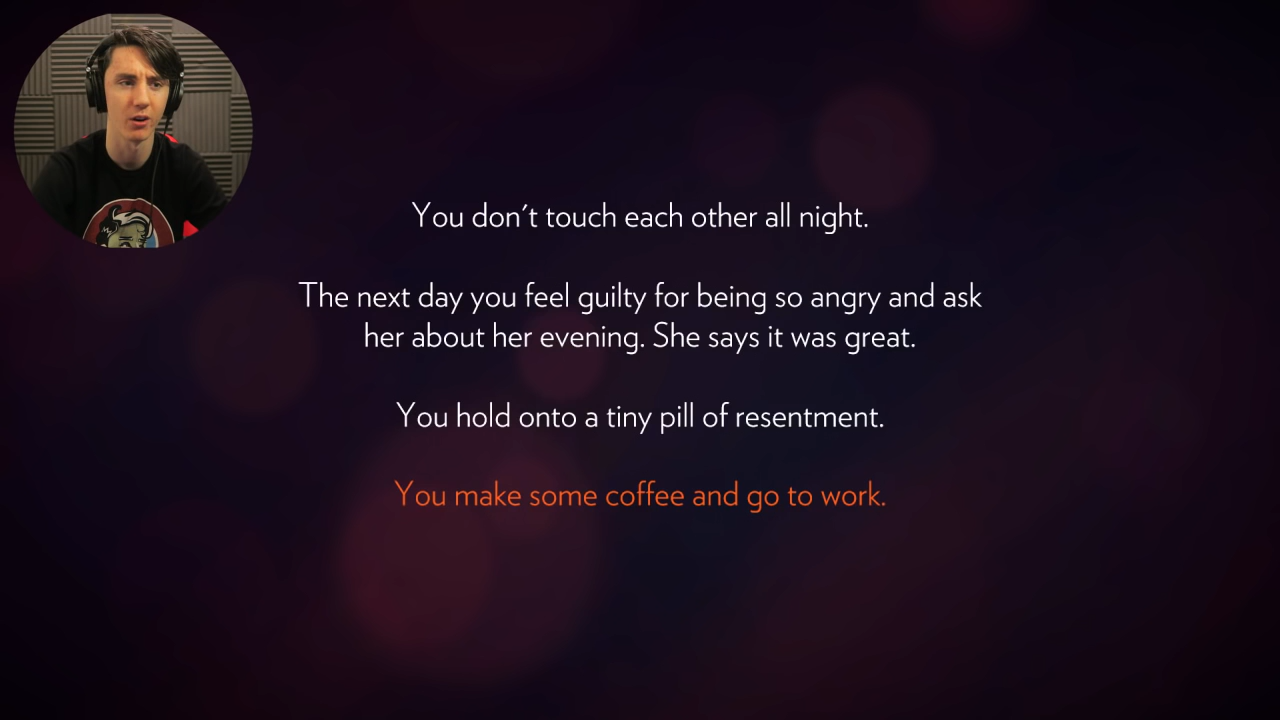 You don't touch each other all night.
The next day you feel guilty for being so angry and ask
her about her evening. She says it was great.
You hold onto a tiny pill of resentment.
You make some coffee and go to work.